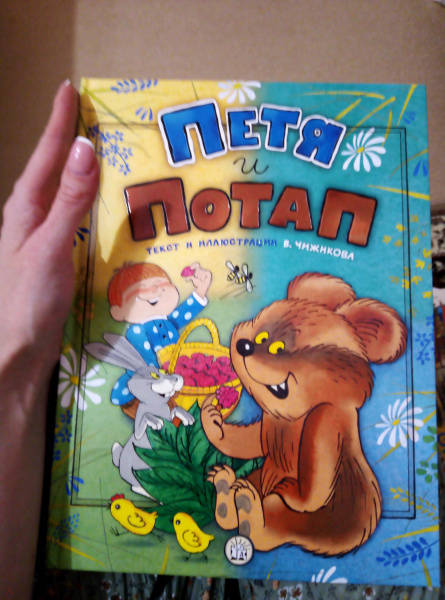 ПЕТЯ
и
ПОТАП
ТЕКСТ И ИЛЛЮСТРАЦИИ В. ЧИЖИКОВА